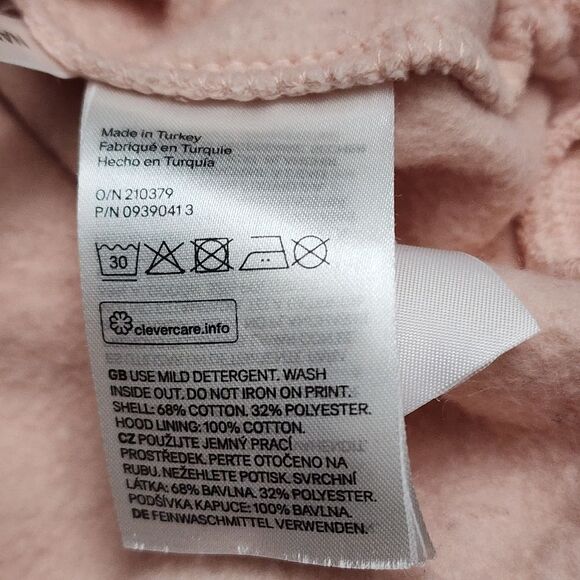 Made in Turkey
Fabriqué en Turquie
Hecho en Turquía
O/N 210379
P/N 0939041 3
30
clevercare.info
GB USE MILD DETERGENT. WASH
INSIDE OUT. DO NOT IRON ON PRINT.
SHELL: 68% COTTON. 32% POLYESTER.
HOOD LINING: 100% COTTON.
CZ POUŽIJTE JEMNÝ PRACÍ
PROSTŘEDEK. PERTE OTOČENO NA
RUBU. NEŽEHLETE POTISK. SVRCHNÍ
LÁTKA: 68% BAVLNA. 32% POLYESTER.
PODŠÍVKA KAPUCE: 100% BAVLNA.
DE FEINWASCHMITTEL VERWENDEN.